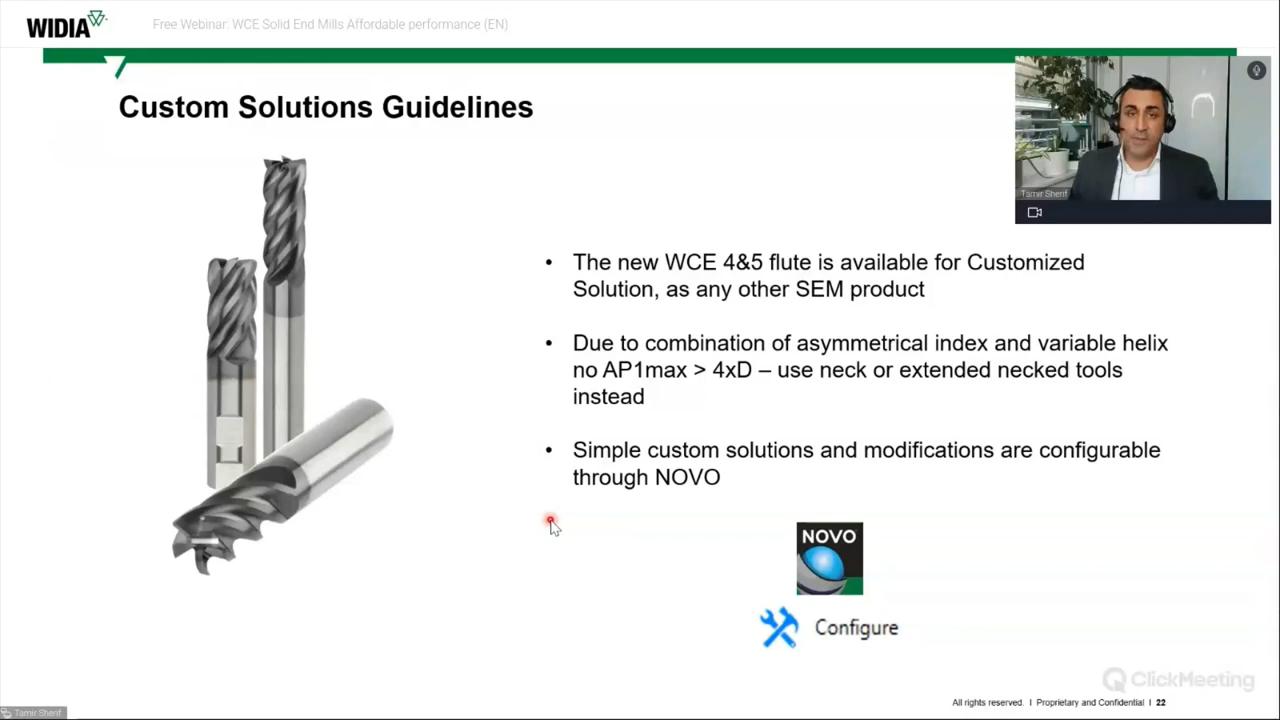 WIDIA
Free Webinar: WCE Solid End Mills Affordable performance (EN)
Custom Solutions Guidelines
Tamir Sherif
• The new WCE 4&5 flute is available for Customized
Solution, as any other SEM product
• Due to combination of asymmetrical index and variable helix
no AP1max > 4xD – use neck or extended necked tools
instead
• Simple custom solutions and modifications are configurable
through NOVO
NOVO
Configure
ClickMeeting
All rights reserved. I Proprietary and Confidential I 22
Tamir Sherif